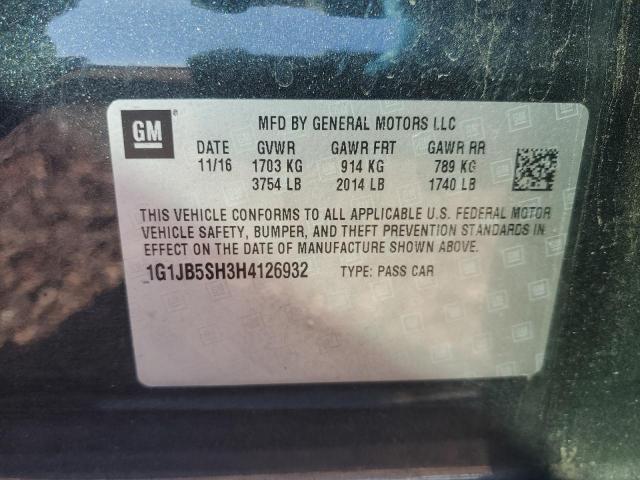 GM
MFD BY GENERAL MOTORS LLC
DATE GVWR GAWR FRT GAWR RR
11/16 1703 KG 914 KG 789 KG
3754 LB 2014 LB 1740 LB
THIS VEHICLE CONFORMS TO ALL APPLICABLE U.S. FEDERAL MOTOR
VEHICLE SAFETY, BUMPER, AND THEFT PREVENTION STANDARDS IN
EFFECT ON THE DATE OF MANUFACTURE SHOWN ABOVE.
1G1JB5SH3H4126932 TYPE: PASS CAR